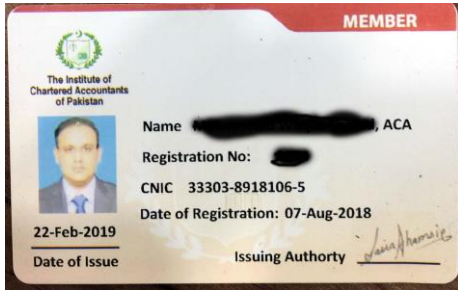 MEMBER
The Institute of
Chartered Accountants
of Pakistan
Name , ACA
Registration No:
CNIC 33303-8918106-5
Date of Registration: 07-Aug-2018
22-Feb-2019
Date of Issue
Issuing Authorty